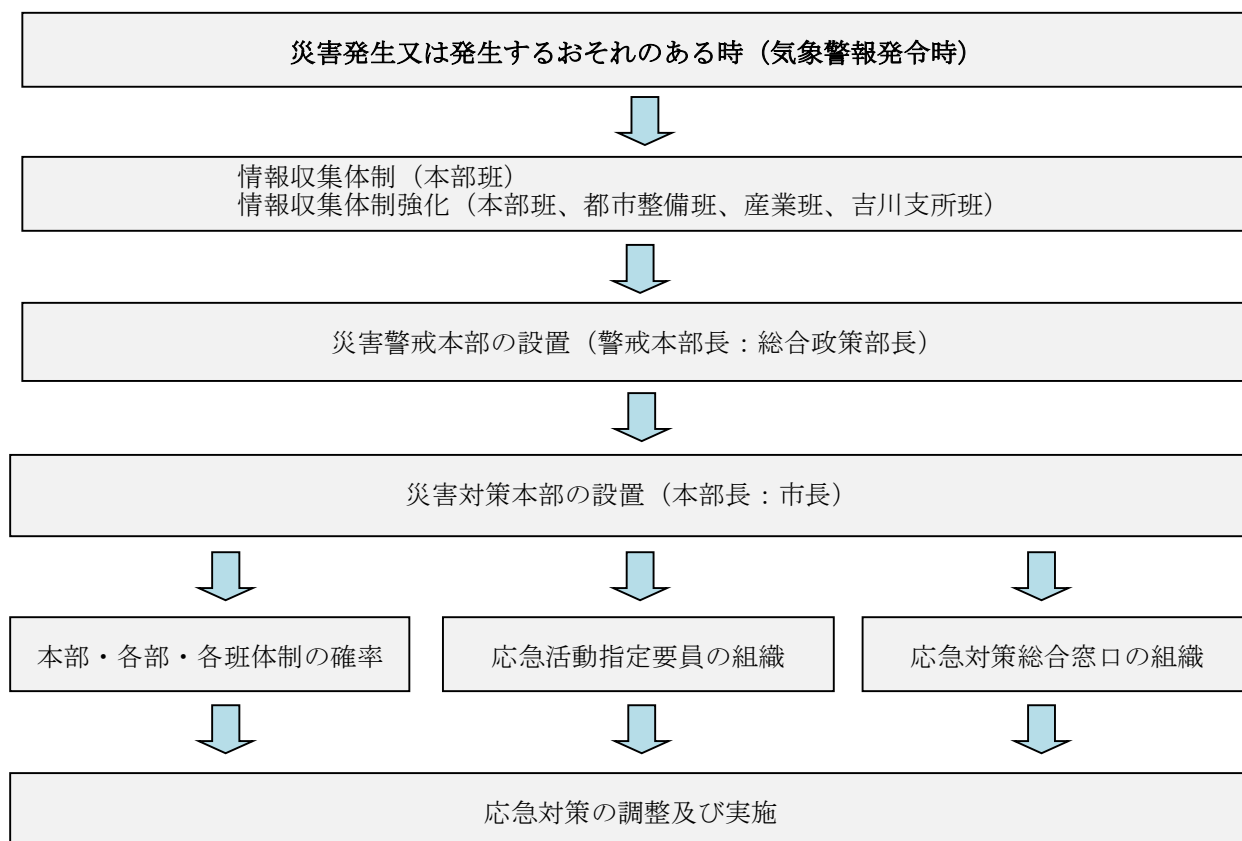 災害発生又は発生するおそれのある時（気象警報発令時）
情報収集体制（本部班）
情報収集体制強化（本部班、都市整備班、産業班、吉川支所班）
災害警戒本部の設置（警戒本部長：総合政策部長）
災害対策本部の設置（本部長：市長）
本部・各部・各班体制の確率
応急活動指定要員の組織
応急対策総合窓口の組織
応急対策の調整及び実施